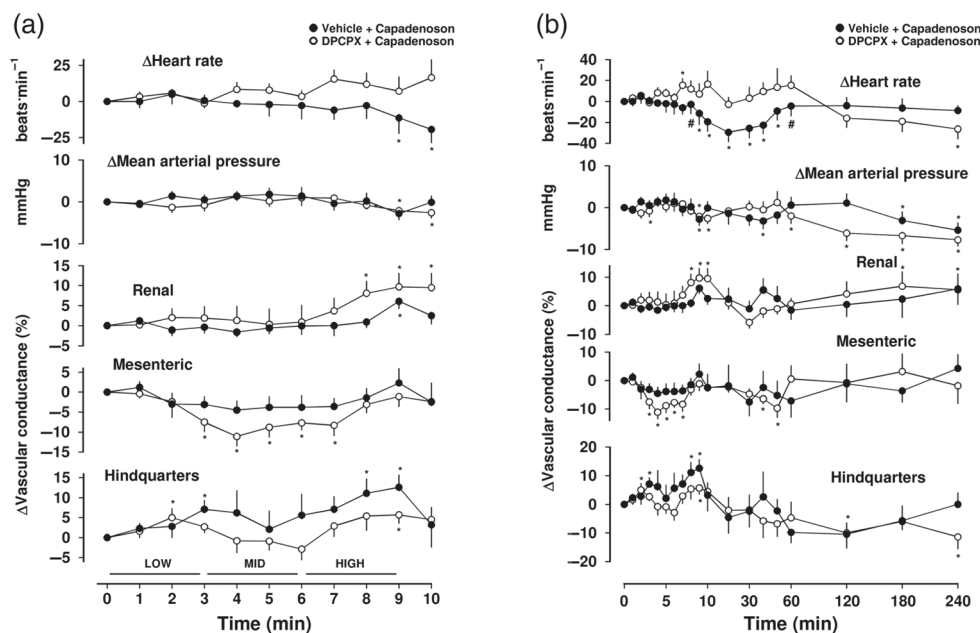 (a)
● Vehicle + Capadenoson
○ DPCPX + Capadenoson
ΔHeart rate
beats·min⁻¹
25
0
−25
* *
ΔMean arterial pressure
mmHg
10
0
−10
*
*
ΔVascular conductance (%)
Renal
15
10
5
0
−5
* * *
*
Mesenteric
5
0
−5
−10
−15
* * * * *
Hindquarters
15
10
5
0
−5
* * * *
*
LOW MID HIGH
0 1 2 3 4 5 6 7 8 9 10
Time (min)
(b)
● Vehicle + Capadenoson
○ DPCPX + Capadenoson
ΔHeart rate
beats·min⁻¹
40
20
0
−20
−40
*
# * * * * * * # *
ΔMean arterial pressure
mmHg
10
0
−10
* * * * * * * *
ΔVascular conductance (%)
Renal
10
0
−10
* * * * *
Mesenteric
10
0
−10
* * * * * * *
Hindquarters
20
10
0
−10
−20
* * * *
*
* *
0 5 10 30 60 120 180 240
Time (min)